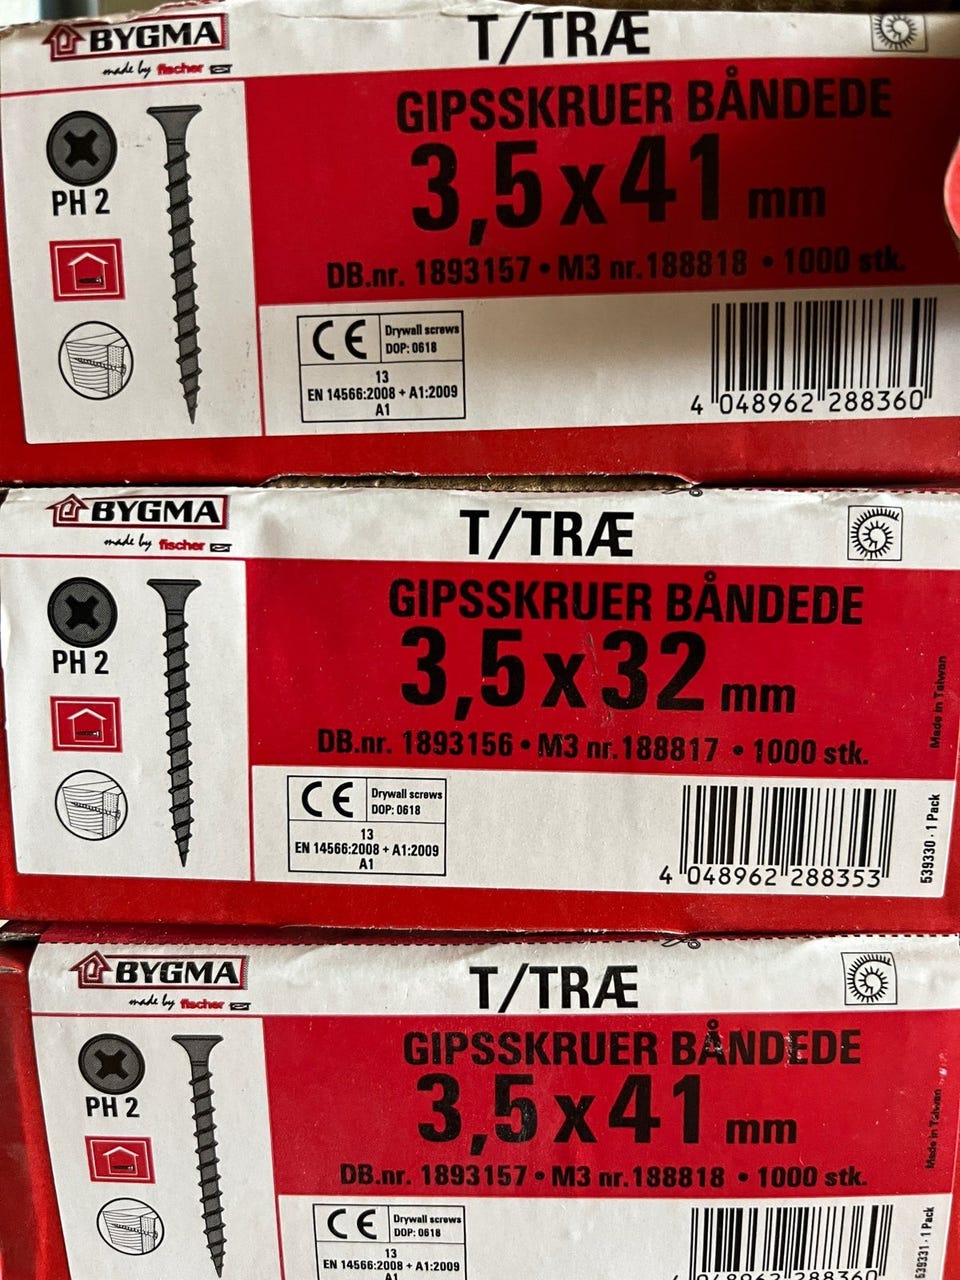 BYGMA
made by fischer
T/TRÆ
PH 2
GIPSSKRUER BÅNDEDE
3,5 x 41 mm
DB.nr. 1893157 • M3 nr.188818 • 1000 stk.
CE
Drywall screws
DOP: 0618
13
EN 14566:2008 + A1:2009
A1
4 048962 288360
BYGMA
made by fischer
T/TRÆ
PH 2
GIPSSKRUER BÅNDEDE
3,5 x 32 mm
DB.nr. 1893156 • M3 nr.188817 • 1000 stk.
CE
Drywall screws
DOP: 0618
13
EN 14566:2008 + A1:2009
A1
4 048962 288353
Made in Taiwan
539330 - 1 Pack
BYGMA
made by fischer
T/TRÆ
PH 2
GIPSSKRUER BÅNDEDE
3,5 x 41 mm
DB.nr. 1893157 • M3 nr.188818 • 1000 stk.
CE
Drywall screws
DOP: 0618
13
EN 14566:2008 + A1:2009
A1
4 048962 288360
Made in Taiwan
539331 - 1 Pack